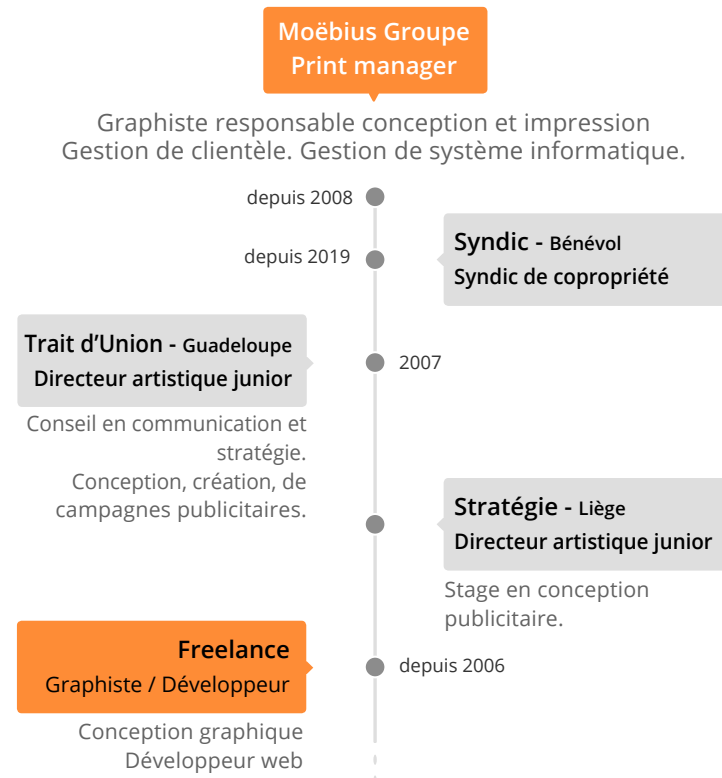 Moëbius Groupe
Print manager
Graphiste responsable conception et impression
Gestion de clientèle. Gestion de système informatique.
depuis 2008
depuis 2019
Syndic - Bénévol
Syndic de copropriété
Trait d’Union - Guadeloupe
Directeur artistique junior
2007
Conseil en communication et
stratégie.
Conception, création, de
campagnes publicitaires.
Stratégie - Liège
Directeur artistique junior
Stage en conception
publicitaire.
Freelance
Graphiste / Développeur
depuis 2006
Conception graphique
Développeur web